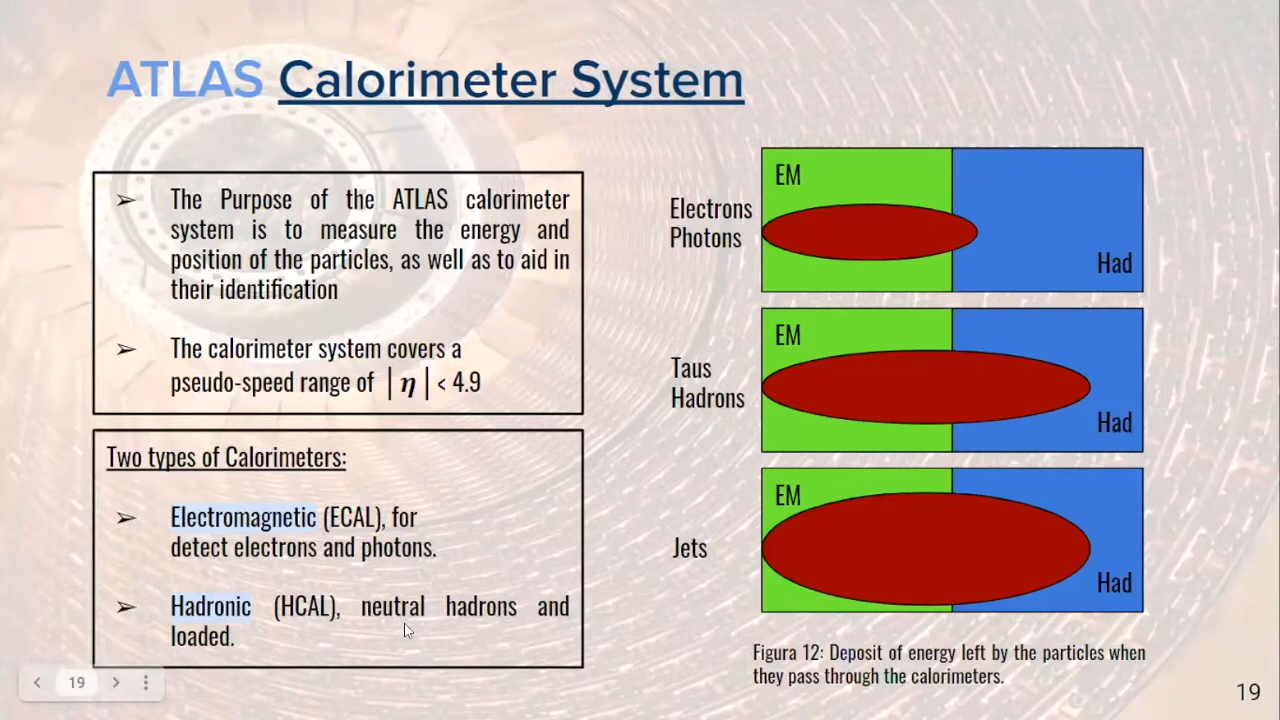 ATLAS Calorimeter System
➢ The Purpose of the ATLAS calorimeter
system is to measure the energy and
position of the particles, as well as to aid in
their identification
➢ The calorimeter system covers a
pseudo-speed range of | η | < 4.9
Two types of Calorimeters:
➢ Electromagnetic (ECAL), for
detect electrons and photons.
➢ Hadronic (HCAL), neutral hadrons and
loaded.
Electrons
Photons
EM
Had
Taus
Hadrons
EM
Had
Jets
EM
Had
Figura 12: Deposit of energy left by the particles when
they pass through the calorimeters.
19
19